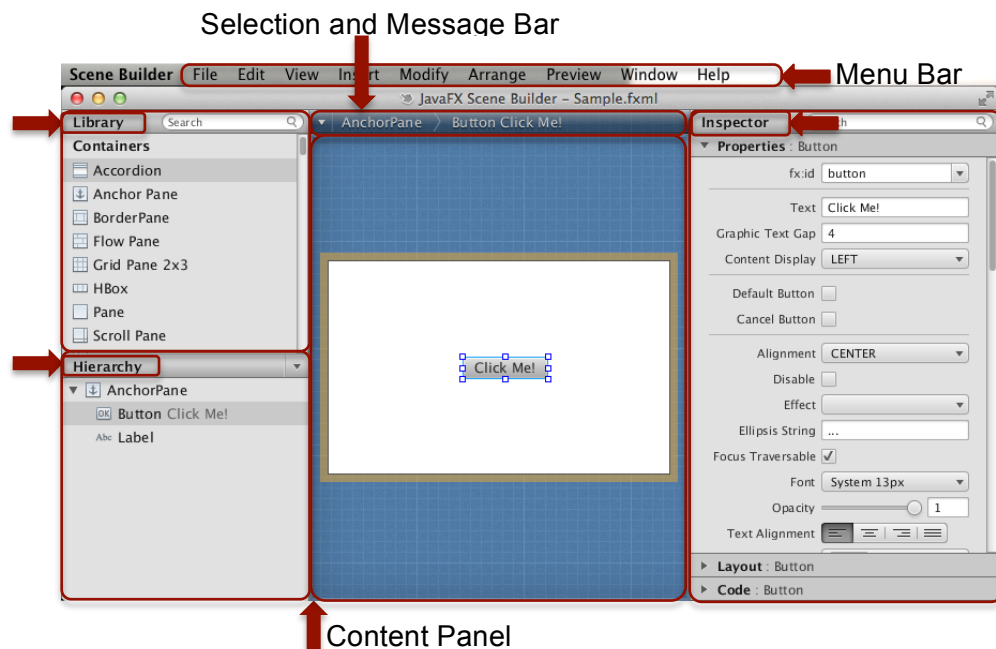 Selection and Message Bar
Scene Builder File Edit View Insert Modify Arrange Preview Window Help
Menu Bar
JavaFX Scene Builder – Sample.fxml
Library Search
AnchorPane Button Click Me!
Inspector
Containers
Properties : Button
Accordion
fx:id button
Anchor Pane
BorderPane
Text Click Me!
Flow Pane
Graphic Text Gap 4
Grid Pane 2x3
Content Display LEFT
HBox
Default Button
Pane
Cancel Button
Scroll Pane
Alignment CENTER
Hierarchy
Click Me!
Disable
AnchorPane
Effect
OK Button Click Me!
Ellipsis String ...
Abc Label
Focus Traversable
Font System 13px
Opacity 1
Text Alignment
Layout : Button
Code : Button
Content Panel